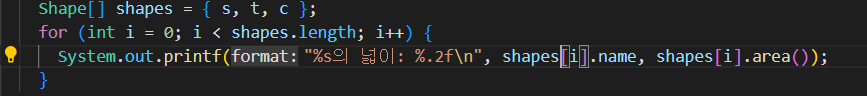 Shape[] shapes = { s, t, c };
for (int i = 0; i < shapes.length; i++) {
System.out.printf(format: "%s의 넓이: %.2f\n", shapes[i].name, shapes[i].area());
}